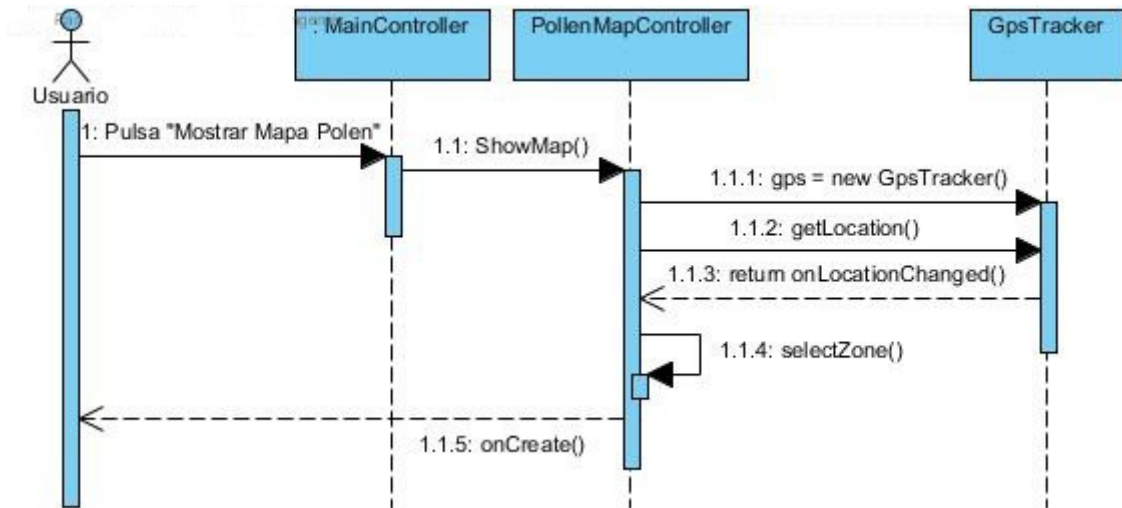 : MainController
PollenMapController
GpsTracker
Usuario
1: Pulsa "Mostrar Mapa Polen"
1.1: ShowMap()
1.1.1: gps = new GpsTracker()
1.1.2: getLocation()
1.1.3: return onLocationChanged()
1.1.4: selectZone()
1.1.5: onCreate()